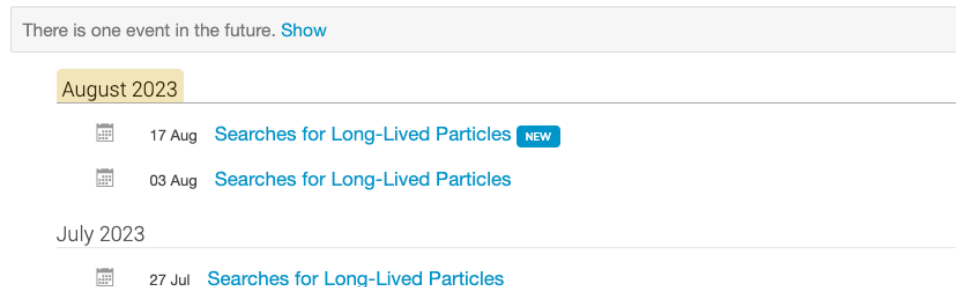 There is one event in the future. Show
August 2023
17 Aug Searches for Long-Lived Particles NEW
03 Aug Searches for Long-Lived Particles
July 2023
27 Jul Searches for Long-Lived Particles